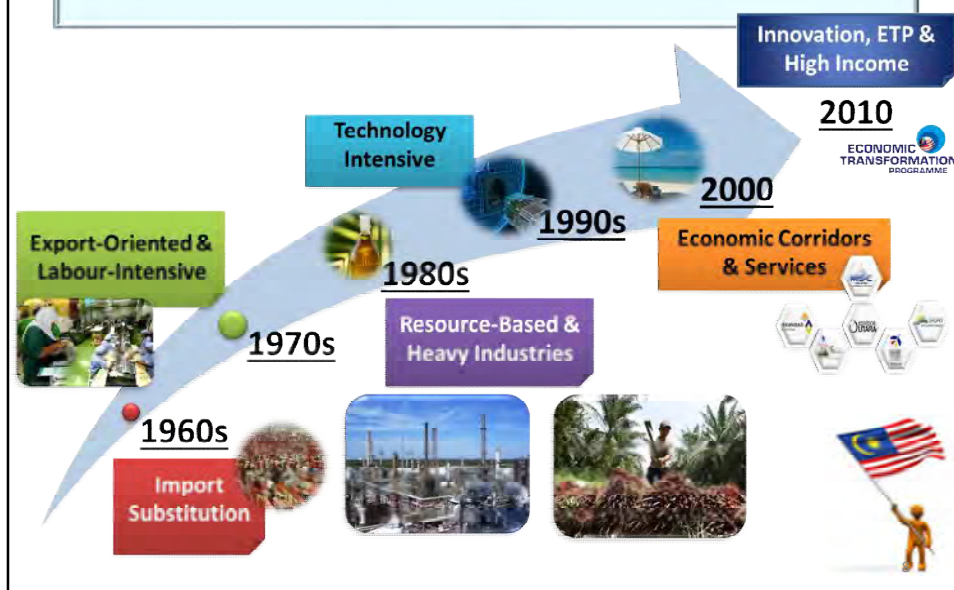 Innovation, ETP &
High Income
2010
ECONOMIC
TRANSFORMATION
PROGRAMME
Technology
Intensive
2000
1990s
Export-Oriented &
Labour-Intensive
Economic Corridors
& Services
1980s
Resource-Based &
Heavy Industries
1970s
1960s
Import
Substitution
UTARA